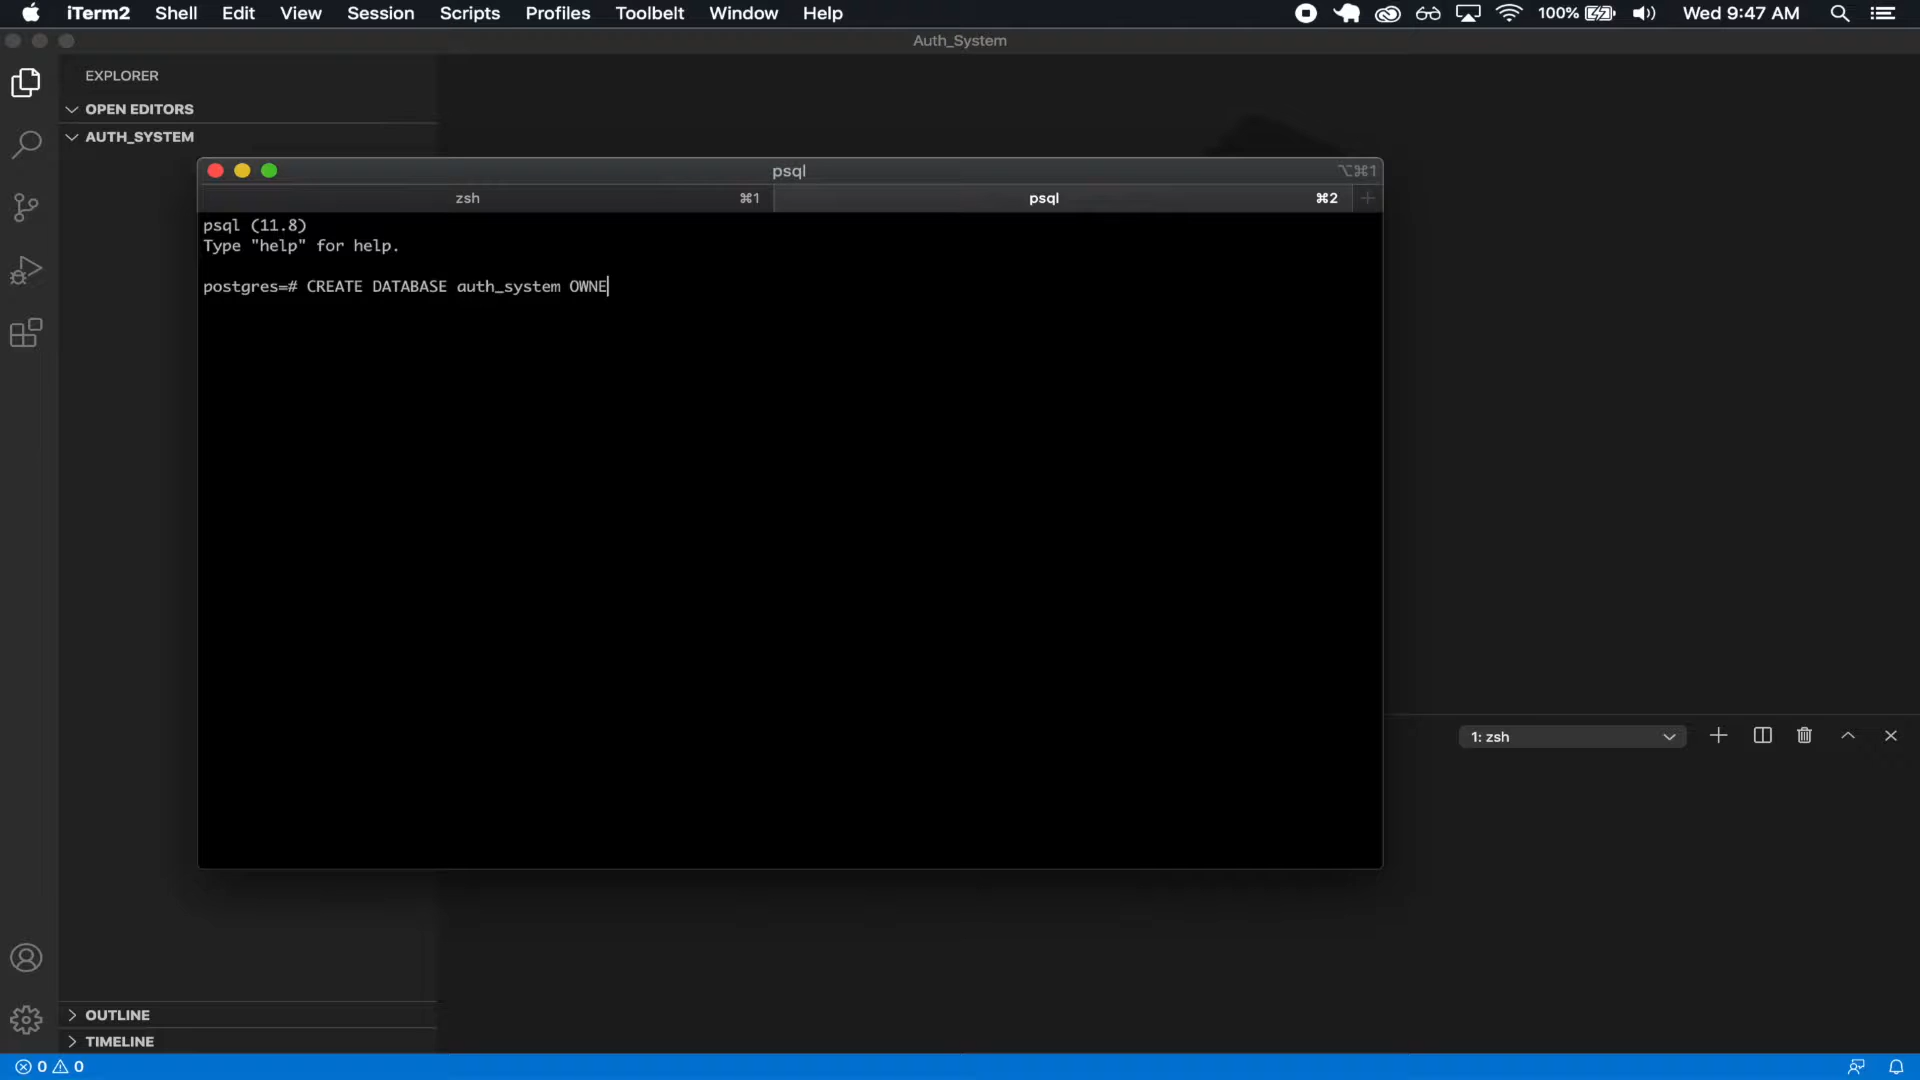 iTerm2 Shell Edit View Session Scripts Profiles Toolbelt Window Help 100% Wed 9:47 AM
Auth_System
EXPLORER
OPEN EDITORS
AUTH_SYSTEM
psql ⌥⌘1
zsh ⌘1 psql ⌘2
psql (11.8)
Type "help" for help.
postgres=# CREATE DATABASE auth_system OWNE
1: zsh
OUTLINE
TIMELINE
0 0